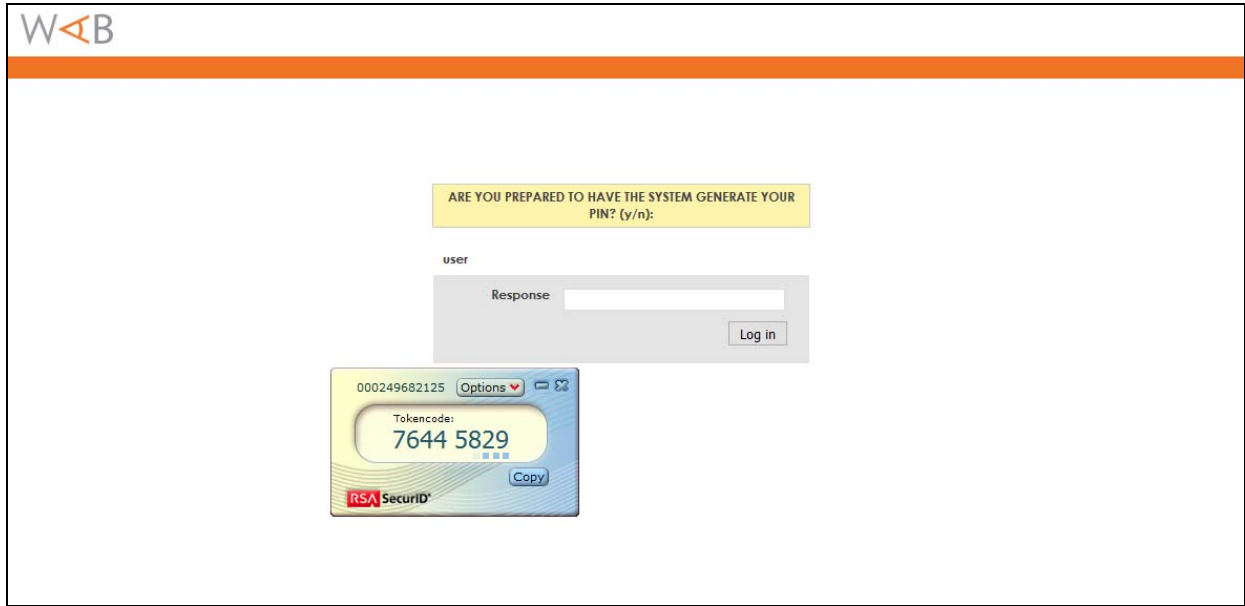 WAB
ARE YOU PREPARED TO HAVE THE SYSTEM GENERATE YOUR
PIN? (y/n):
user
Response
Log in
000249682125 Options
Tokencode:
7644 5829
Copy
RSA SecurID®